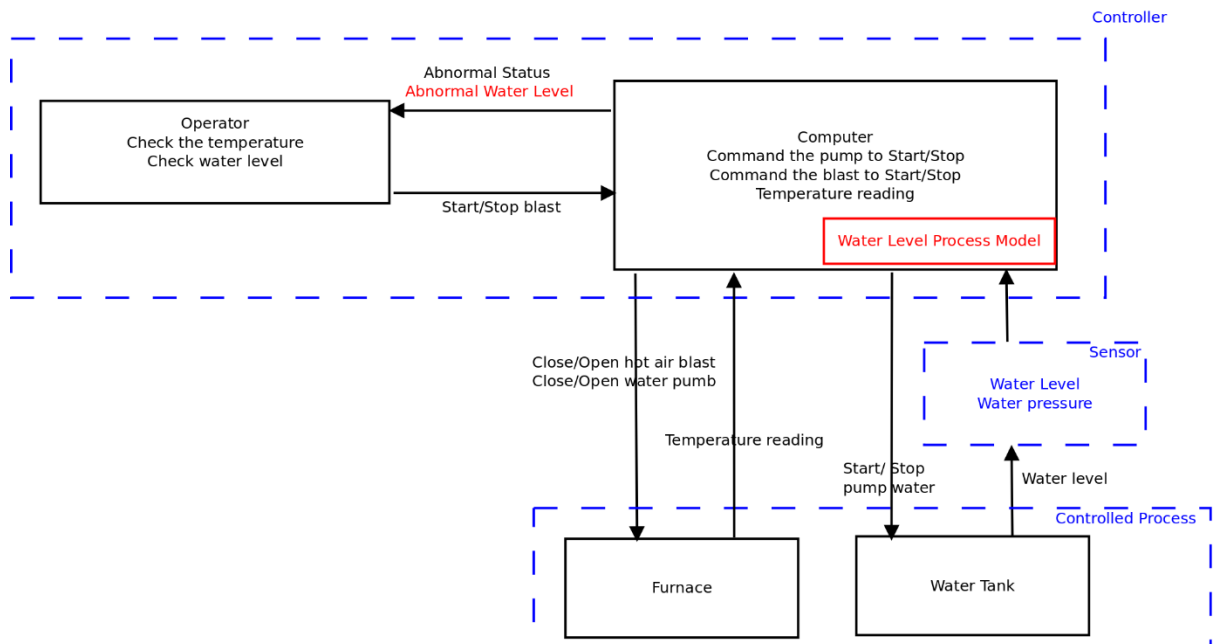 Controller
Abnormal Status
Abnormal Water Level
Operator
Check the temperature
Check water level
Computer
Command the pump to Start/Stop
Command the blast to Start/Stop
Temperature reading
Start/Stop blast
Water Level Process Model
Sensor
Close/Open hot air blast
Close/Open water pumb
Water Level
Water pressure
Temperature reading
Start/ Stop
pump water
Water level
Controlled Process
Furnace
Water Tank